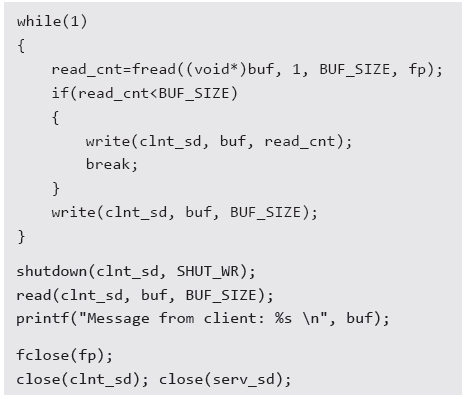 while(1)
{
    read_cnt=fread((void*)buf, 1, BUF_SIZE, fp);
    if(read_cnt<BUF_SIZE)
    {
        write(clnt_sd, buf, read_cnt);
        break;
    }
    write(clnt_sd, buf, BUF_SIZE);
}
shutdown(clnt_sd, SHUT_WR);
read(clnt_sd, buf, BUF_SIZE);
printf("Message from client: %s \n", buf);
fclose(fp);
close(clnt_sd); close(serv_sd);